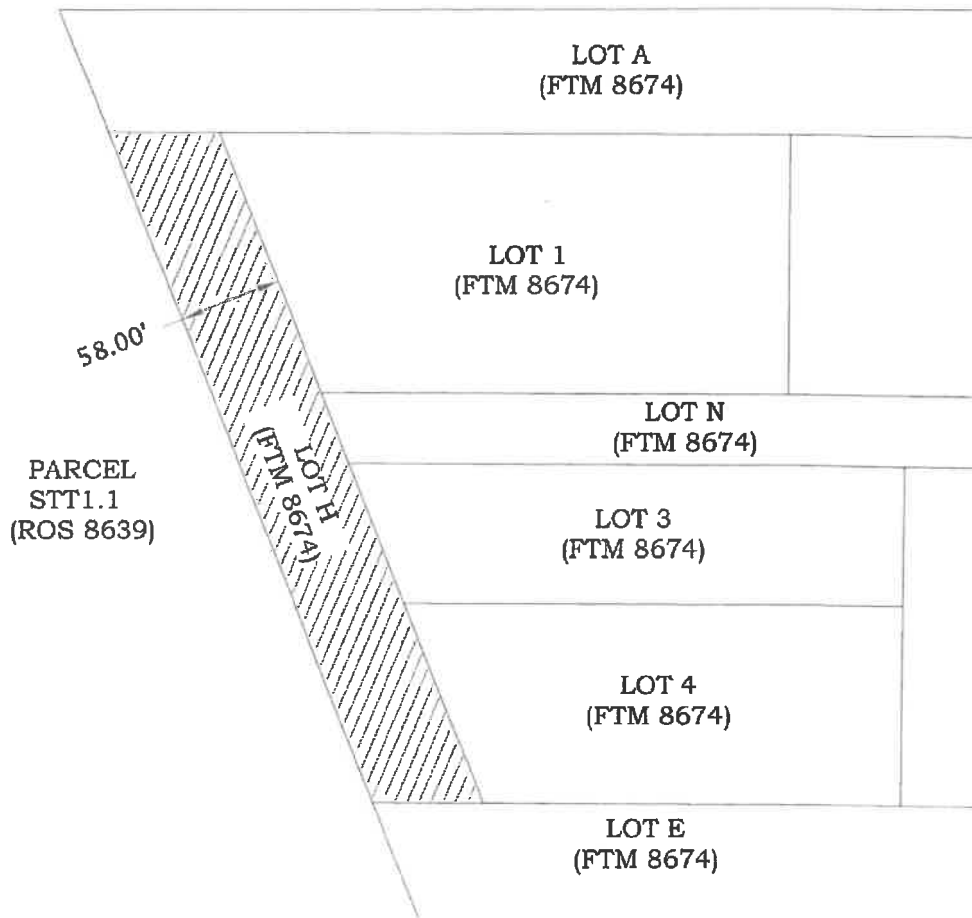 LOT A
(FTM 8674)
LOT 1
(FTM 8674)
58.00'
LOT N
(FTM 8674)
LOT H
(FTM 8674)
PARCEL
STT1.1
(ROS 8639)
LOT 3
(FTM 8674)
LOT 4
(FTM 8674)
LOT E
(FTM 8674)